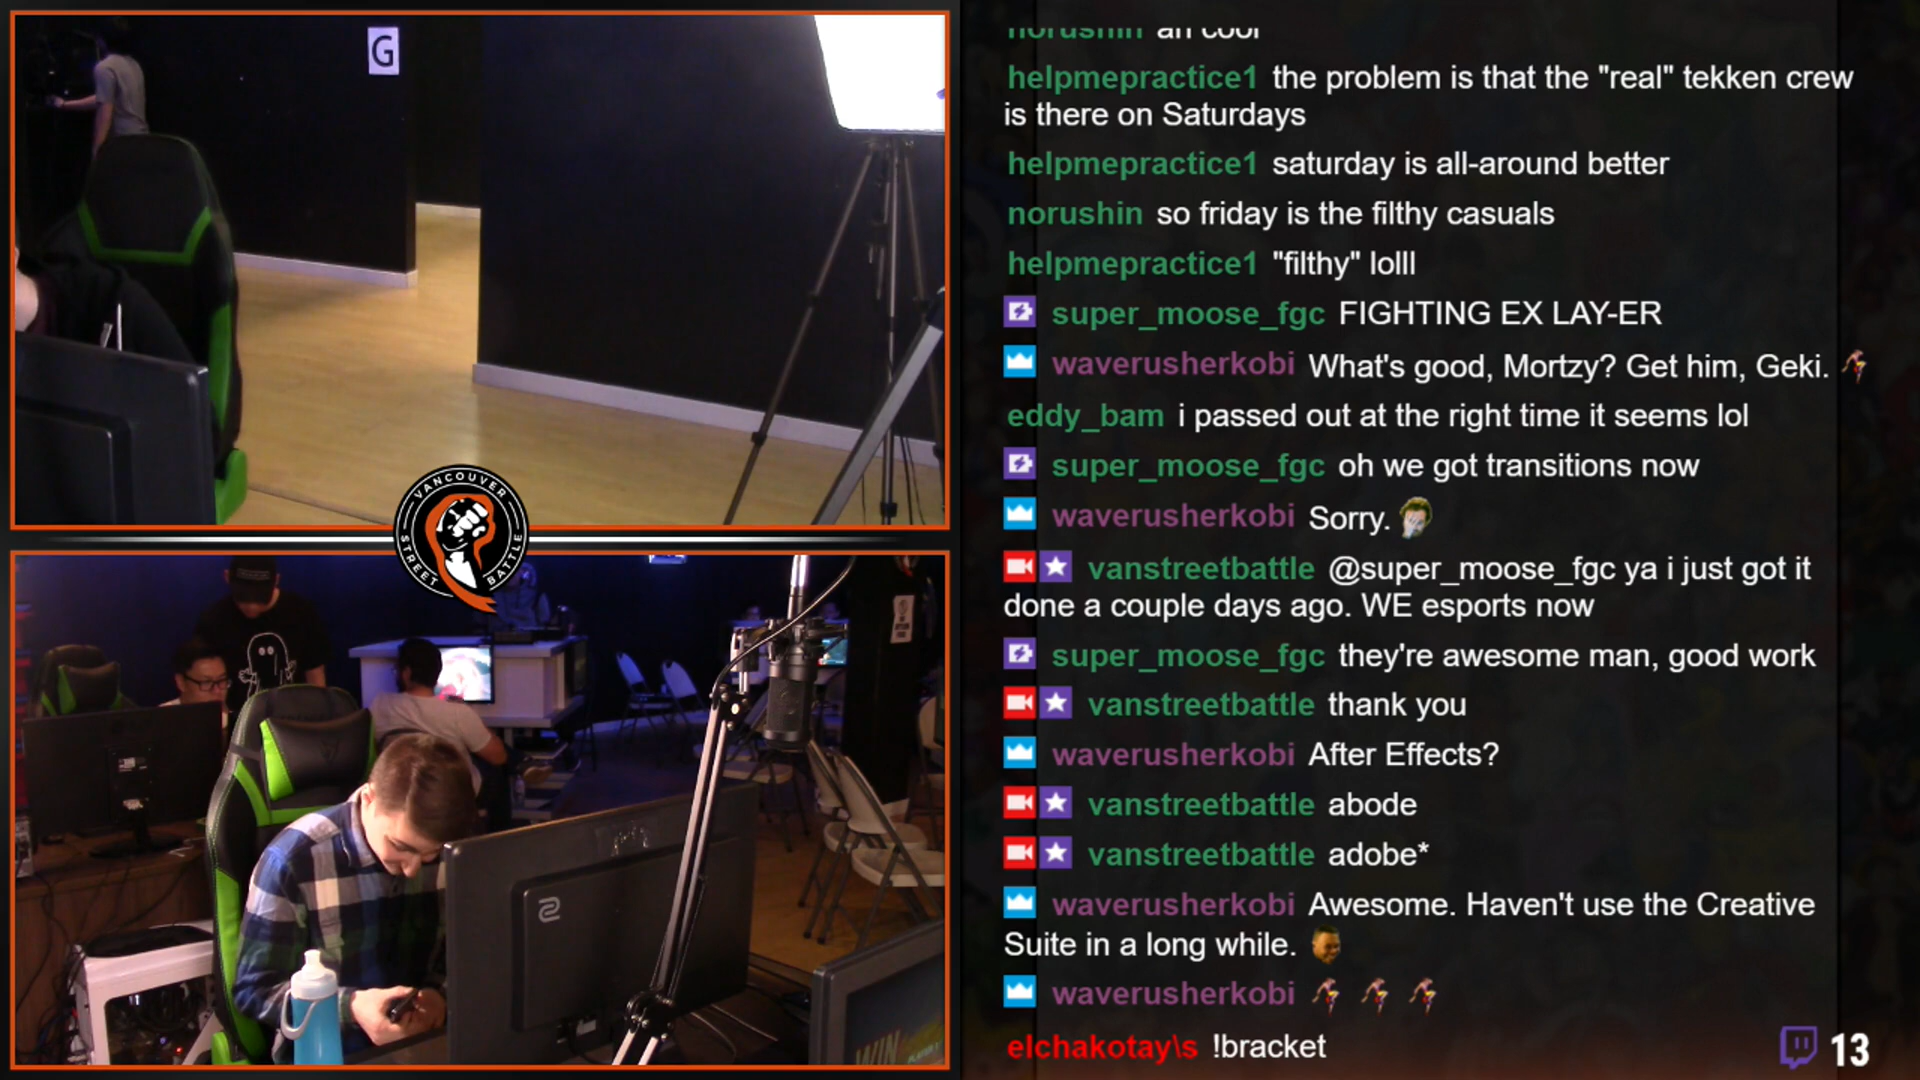 G
VANCOUVER
STREET
BATTLE
WIN
norushin ah cool
helpmepractice1 the problem is that the "real" tekken crew
is there on Saturdays
helpmepractice1 saturday is all-around better
norushin so friday is the filthy casuals
helpmepractice1 "filthy" lolll
super_moose_fgc FIGHTING EX LAY-ER
waverusherkobi What's good, Mortzy? Get him, Geki.
eddy_bam i passed out at the right time it seems lol
super_moose_fgc oh we got transitions now
waverusherkobi Sorry.
vanstreetbattle @super_moose_fgc ya i just got it
done a couple days ago. WE esports now
super_moose_fgc they're awesome man, good work
vanstreetbattle thank you
waverusherkobi After Effects?
vanstreetbattle abode
vanstreetbattle adobe*
waverusherkobi Awesome. Haven't use the Creative
Suite in a long while.
waverusherkobi
elchakotay\s !bracket
13